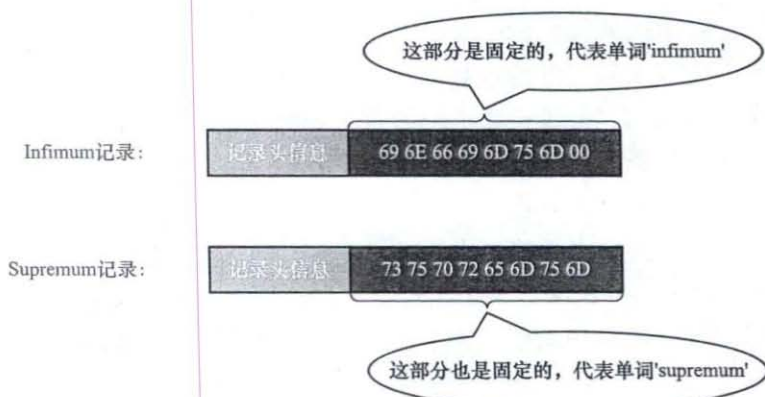 这部分是固定的，代表单词'infimum'
Infimum记录：
记录头信息
69 6E 66 69 6D 75 6D 00
Supremum记录：
记录头信息
73 75 70 72 65 6D 75 6D
这部分也是固定的，代表单词'supremum'